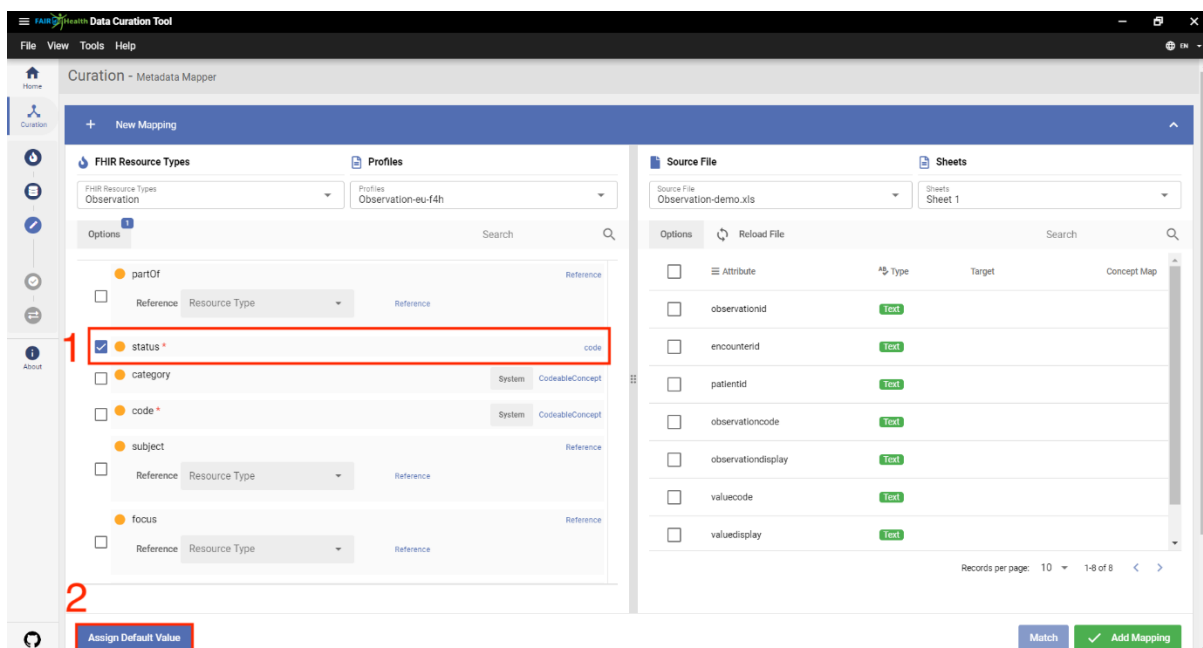 FAIR4Health Data Curation Tool
File View Tools Help
EN
Home
Curation
About
Curation - Metadata Mapper
+ New Mapping
FHIR Resource Types
Profiles
FHIR Resource Types
Observation
Profiles
Observation-eu-f4h
Options
1
Search
partOf Reference
Reference Resource Type Reference
1
status * code
category System CodeableConcept
code * System CodeableConcept
subject Reference
Reference Resource Type Reference
focus Reference
Reference Resource Type Reference
2
Assign Default Value
Source File
Sheets
Source File
Observation-demo.xls
Sheets
Sheet 1
Options Reload File Search
Attribute Type Target Concept Map
observationid Text
encounterid Text
patientid Text
observationcode Text
observationdisplay Text
valuecode Text
valuedisplay Text
Records per page: 10 1-8 of 8
Match Add Mapping